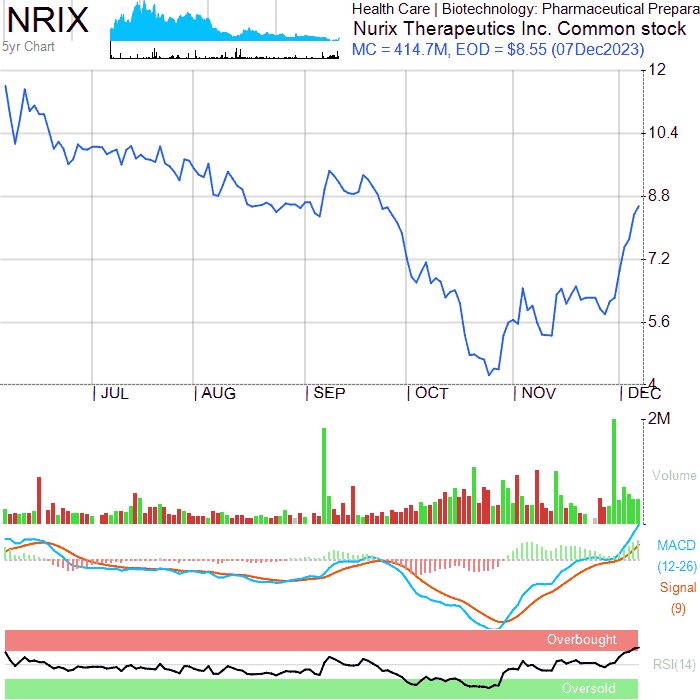 NRIX
5yr Chart
Health Care | Biotechnology: Pharmaceutical Prepara
Nurix Therapeutics Inc. Common stock
MC = 414.7M, EOD = $8.55 (07Dec2023)
12
10.4
8.8
7.2
5.6
4
JUL AUG SEP OCT NOV DEC
2M
Volume
MACD
(12-26)
Signal
(9)
Overbought
RSI(14)
Oversold